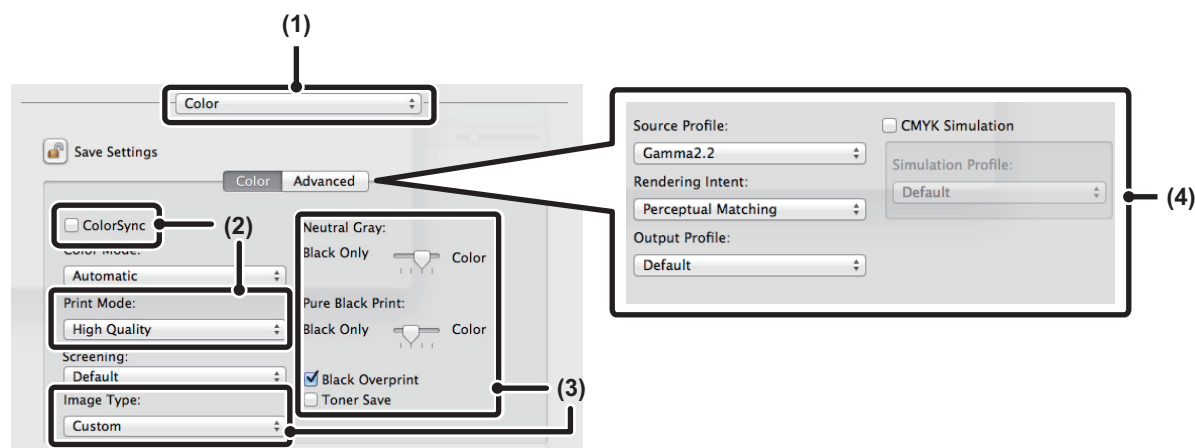 (1)
Color
Save Settings
Color Advanced
ColorSync
(2)
Color Mode:
Automatic
Print Mode:
High Quality
Screening:
Default
Image Type:
Custom
Neutral Gray:
Black Only Color
Pure Black Print:
Black Only Color
Black Overprint
Toner Save
(3)
Source Profile:
Gamma2.2
Rendering Intent:
Perceptual Matching
Output Profile:
Default
CMYK Simulation
Simulation Profile:
Default
(4)